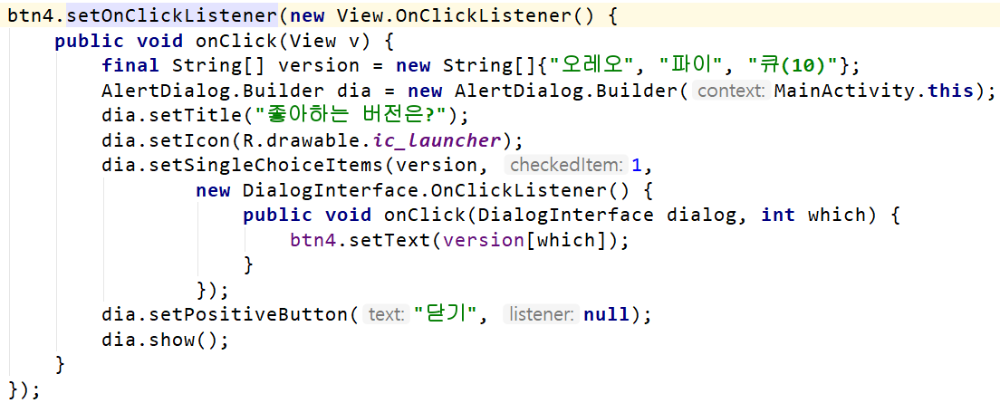 btn4.setOnClickListener(new View.OnClickListener() {
    public void onClick(View v) {
        final String[] version = new String[]{"오레오", "파이", "큐(10)"};
        AlertDialog.Builder dia = new AlertDialog.Builder( context: MainActivity.this);
        dia.setTitle("좋아하는 버전은?");
        dia.setIcon(R.drawable.ic_launcher);
        dia.setSingleChoiceItems(version,  checkedItem: 1,
                new DialogInterface.OnClickListener() {
                    public void onClick(DialogInterface dialog, int which) {
                        btn4.setText(version[which]);
                    }
                });
        dia.setPositiveButton( text: "닫기",  listener: null);
        dia.show();
    }
});